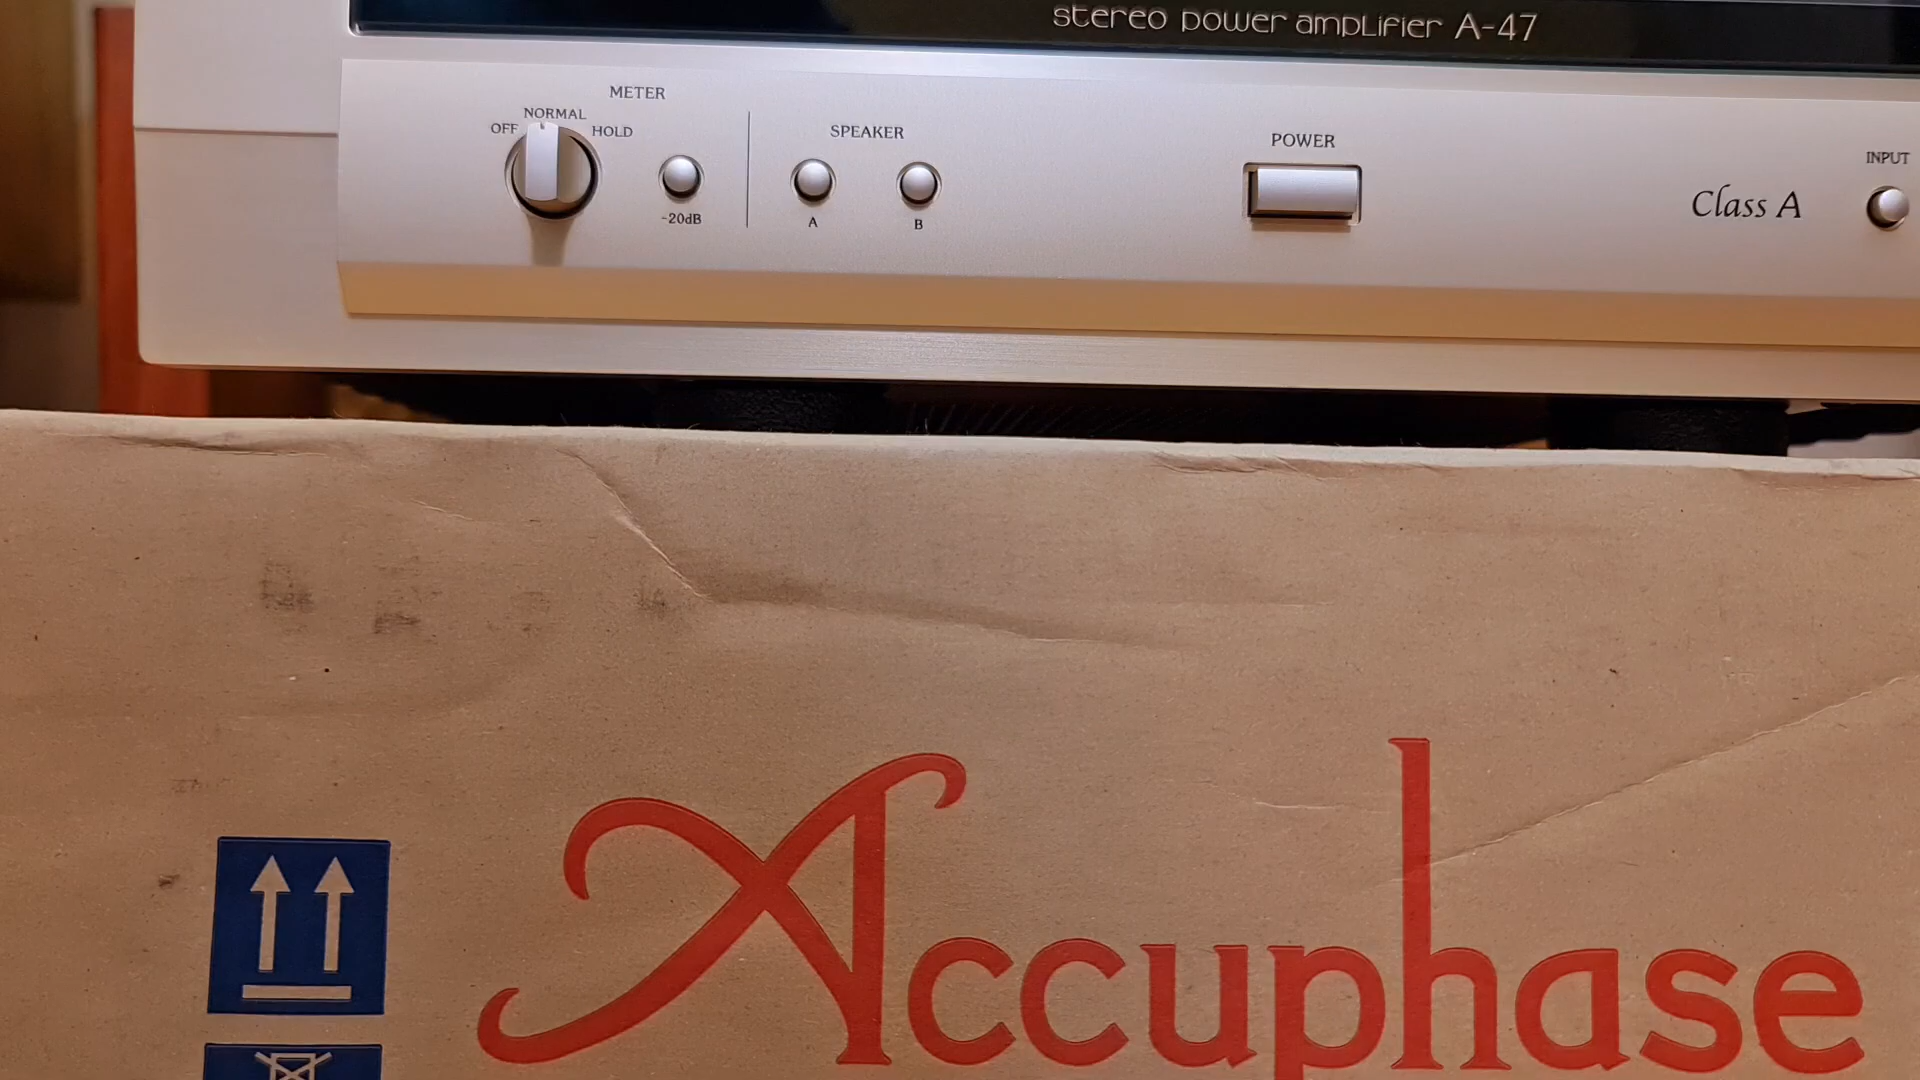 stereo power amplifier A-47
METER
OFF NORMAL HOLD
-20dB
SPEAKER
A B
POWER
Class A
INPUT
Accuphase